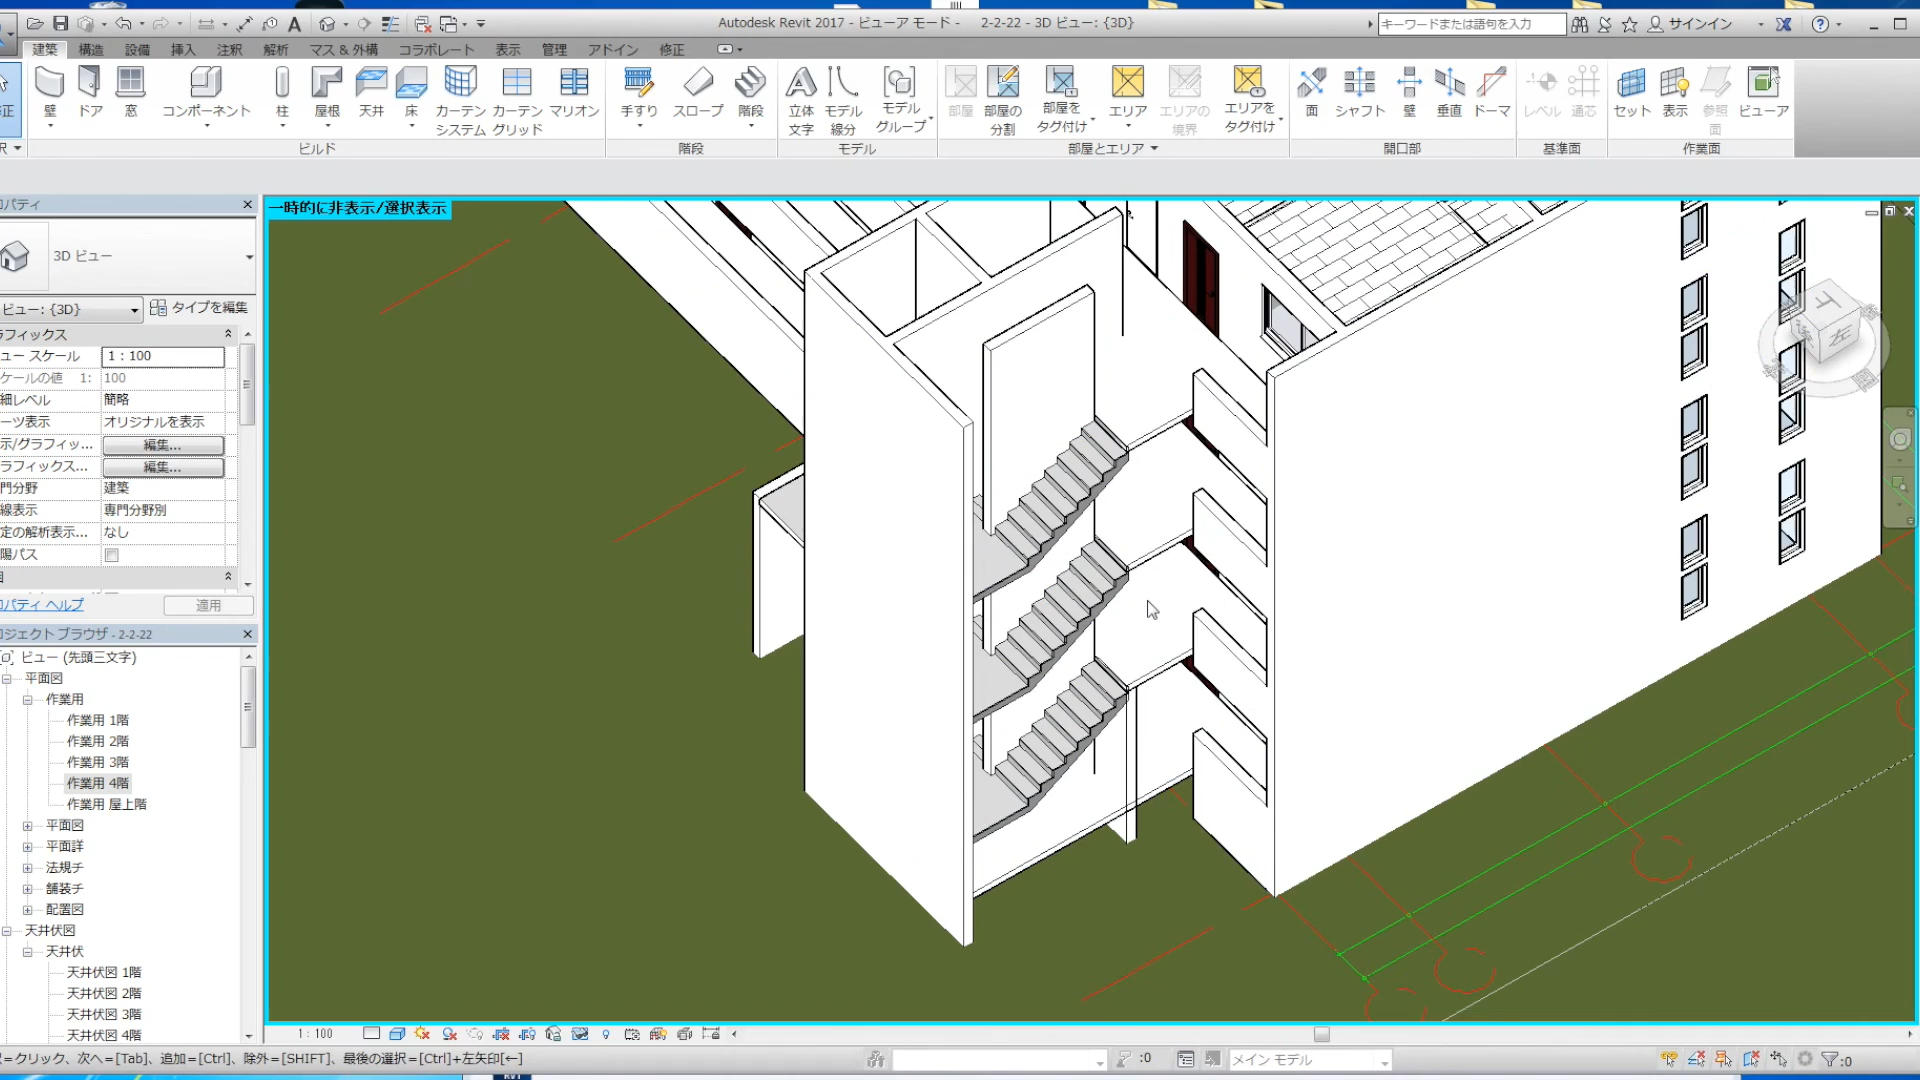 Autodesk Revit 2017 - ビューア モード - 2-2-22 - 3D ビュー: {3D}
キーワードまたは語句を入力
サインイン
建築 構造 設備 挿入 注釈 解析 マス & 外構 コラボレート 表示 管理 アドイン 修正
正 壁 ドア 窓 コンポーネント 柱 屋根 天井 床 カーテン システム カーテン グリッド マリオン 手すり スロープ 階段 立体 文字 モデル 線分 モデル グループ 部屋 部屋の 分割 部屋を タグ付け エリア エリアの 境界 エリアを タグ付け 面 シャフト 壁 垂直 ドーマ レベル 通芯 セット 表示 参照 面 ビューア
択 ビルド 階段 モデル 部屋とエリア 開口部 基準面 作業面
ロパティ
一時的に非表示/選択表示
3D ビュー
ビュー: {3D} タイプを編集
ラフィックス
ュー スケール 1 : 100
ケールの値 1: 100
細レベル 簡略
ーツ表示 オリジナルを表示
示/グラフィッ... 編集...
ラフィックス... 編集...
門分野 建築
線表示 専門分野別
定の解析表示... なし
陽パス
ロパティ ヘルプ 適用
ロジェクト ブラウザ - 2-2-22
ビュー (先頭三文字)
平面図
作業用
作業用 1階
作業用 2階
作業用 3階
作業用 4階
作業用 屋上階
平面図
平面詳
法規チ
舗装チ
配置図
天井伏図
天井伏
天井伏図 1階
天井伏図 2階
天井伏図 3階
天井伏図 4階
上
左
1 : 100
=クリック、次へ=[Tab]、追加=[Ctrl]、除外=[SHIFT]、最後の選択=[Ctrl]+左矢印[←]
:0
メイン モデル
:0